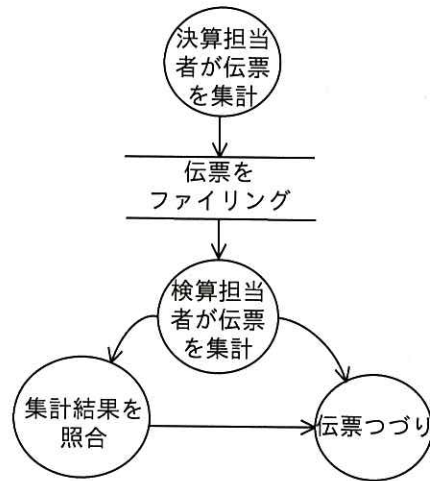 決算担当
者が伝票
を集計
伝票を
ファイリング
検算担当
者が伝票
を集計
集計結果を
照合
伝票つづり